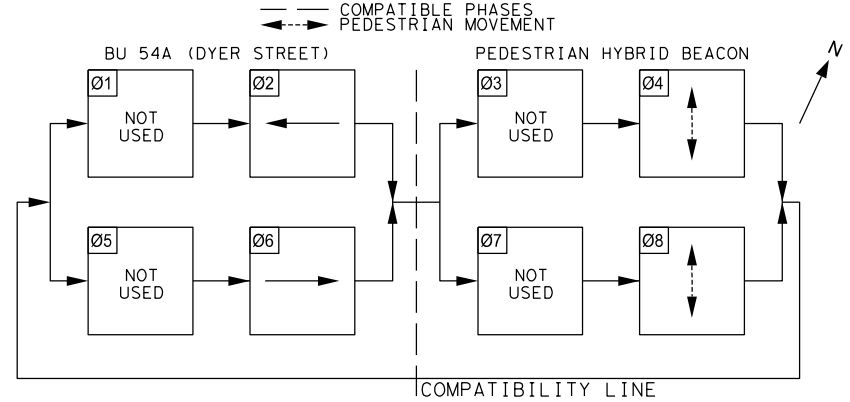 COMPATIBLE PHASES
PEDESTRIAN MOVEMENT
BU 54A (DYER STREET)
PEDESTRIAN HYBRID BEACON
N
Ø1
NOT
USED
Ø2
Ø3
NOT
USED
Ø4
Ø5
NOT
USED
Ø6
Ø7
NOT
USED
Ø8
COMPATIBILITY LINE